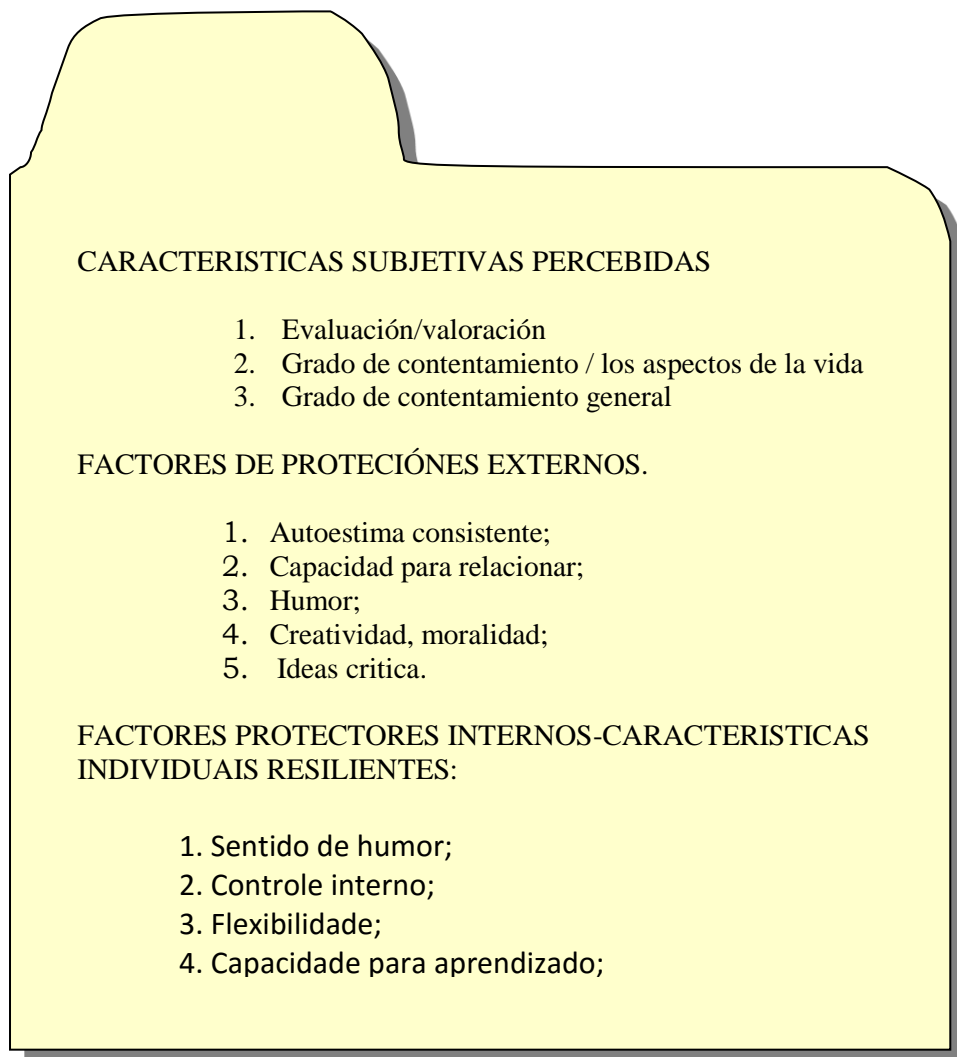 CARACTERISTICAS SUBJETIVAS PERCEBIDAS
1. Evaluación/valoración
2. Grado de contentamiento / los aspectos de la vida
3. Grado de contentamiento general
FACTORES DE PROTECIÓNES EXTERNOS.
1. Autoestima consistente;
2. Capacidad para relacionar;
3. Humor;
4. Creatividad, moralidad;
5. Ideas critica.
FACTORES PROTECTORES INTERNOS-CARACTERISTICAS
INDIVIDUAIS RESILIENTES:
1. Sentido de humor;
2. Controle interno;
3. Flexibilidade;
4. Capacidade para aprendizado;